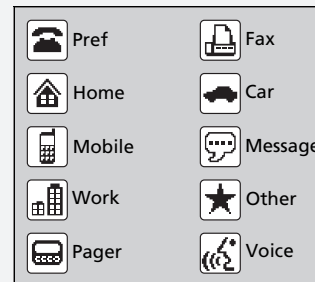 Pref
Fax
Home
Car
Mobile
Message
Work
Other
Pager
Voice